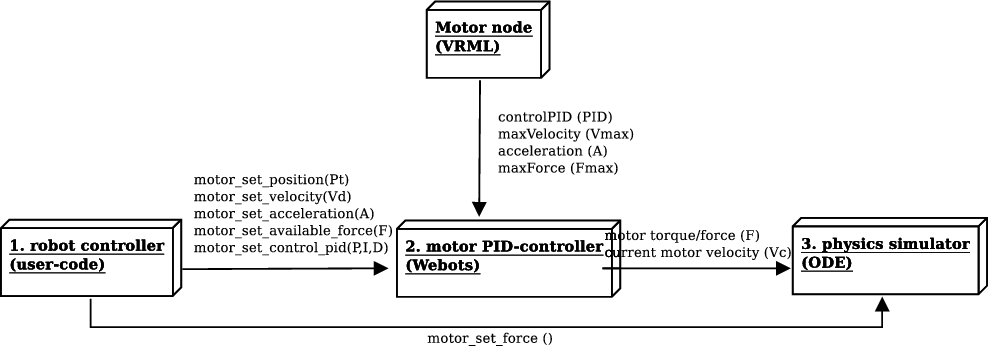 Motor node
(VRML)
controlPID (PID)
maxVelocity (Vmax)
acceleration (A)
maxForce (Fmax)
motor_set_position(Pt)
motor_set_velocity(Vd)
motor_set_acceleration(A)
motor_set_available_force(F)
motor_set_control_pid(P,I,D)
1. robot controller
(user-code)
2. motor PID-controller
(Webots)
motor torque/force (F)
current motor velocity (Vc)
3. physics simulator
(ODE)
motor_set_force ()